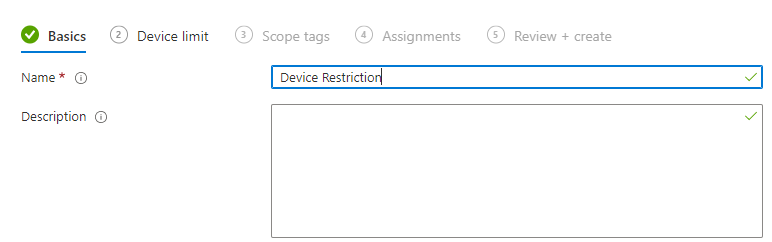 Basics 2 Device limit 3 Scope tags 4 Assignments 5 Review + create
Name * i Device Restriction
Description i